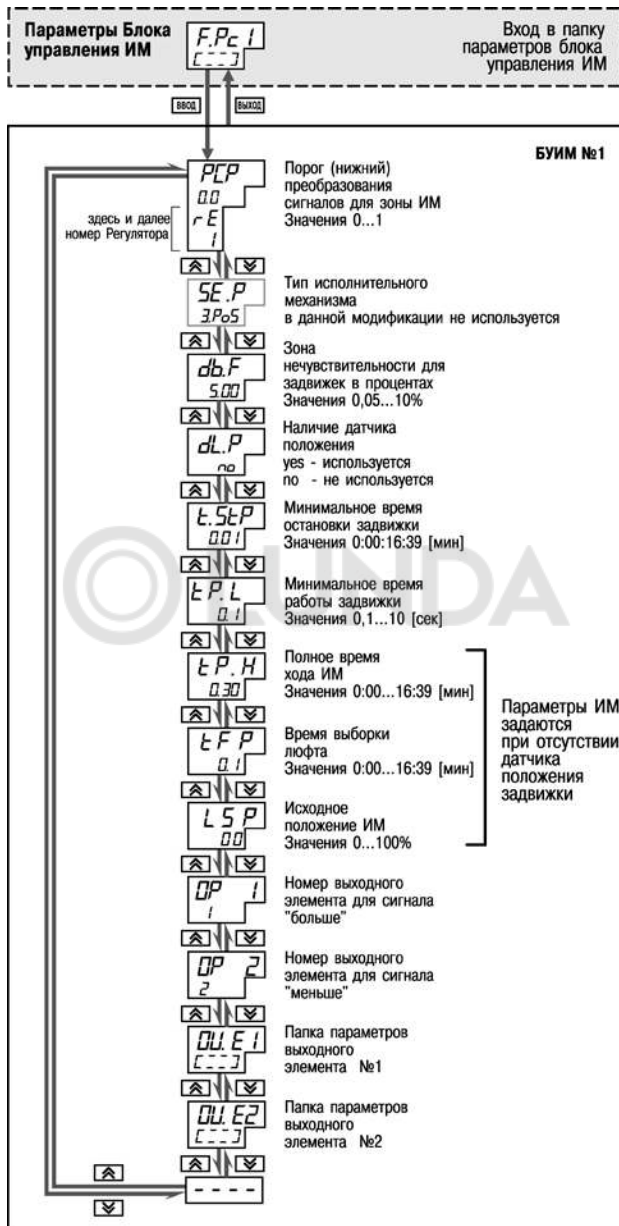 Параметры Блока
управления ИМ
F.Pc 1
[---]
Вход в папку
параметров блока
управления ИМ
ВВОД
ВЫХОД
БУИМ №1
PCP
0.0
rE
1
здесь и далее
номер Регулятора
Порог (нижний)
преобразования
сигналов для зоны ИМ
Значения 0...1
SE.P
3.PoS
Тип исполнительного
механизма
в данной модификации не используется
db.F
5.00
Зона
нечувствительности для
задвижек в процентах
Значения 0,05...10%
dL.P
no
Наличие датчика
положения
yes - используется
no - не используется
t.StP
0.01
Минимальное время
остановки задвижки
Значения 0:00:16:39 [мин]
LUNDA
tP.L
0.1
Минимальное время
работы задвижки
Значения 0,1...10 [сек]
tP.H
0.30
Полное время
хода ИМ
Значения 0:00...16:39 [мин]
tFP
0.1
Время выборки
люфта
Значения 0:00...16:39 [мин]
LSP
00
Исходное
положение ИМ
Значения 0...100%
Параметры ИМ
задаются
при отсутствии
датчика
положения
задвижки
OP 1
1
Номер выходного
элемента для сигнала
"больше"
OP 2
2
Номер выходного
элемента для сигнала
"меньше"
OU.E1
[---]
Папка параметров
выходного
элемента №1
OU.E2
[---]
Папка параметров
выходного
элемента №2
----